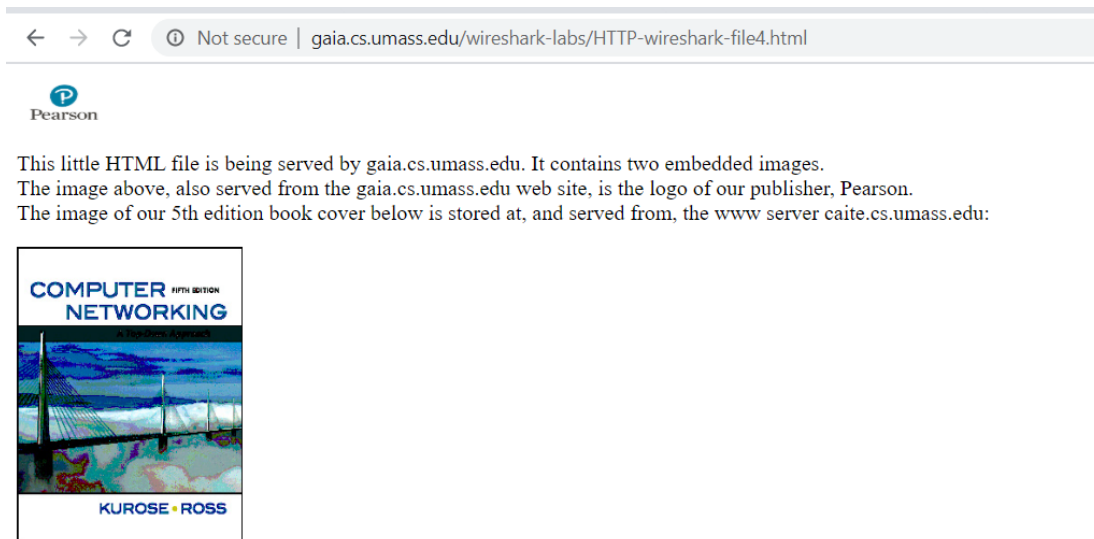 Not secure | gaia.cs.umass.edu/wireshark-labs/HTTP-wireshark-file4.html
Pearson
This little HTML file is being served by gaia.cs.umass.edu. It contains two embedded images.
The image above, also served from the gaia.cs.umass.edu web site, is the logo of our publisher, Pearson.
The image of our 5th edition book cover below is stored at, and served from, the www server caite.cs.umass.edu:
COMPUTER FIFTH EDITION
NETWORKING
A Top-Down Approach
KUROSE • ROSS